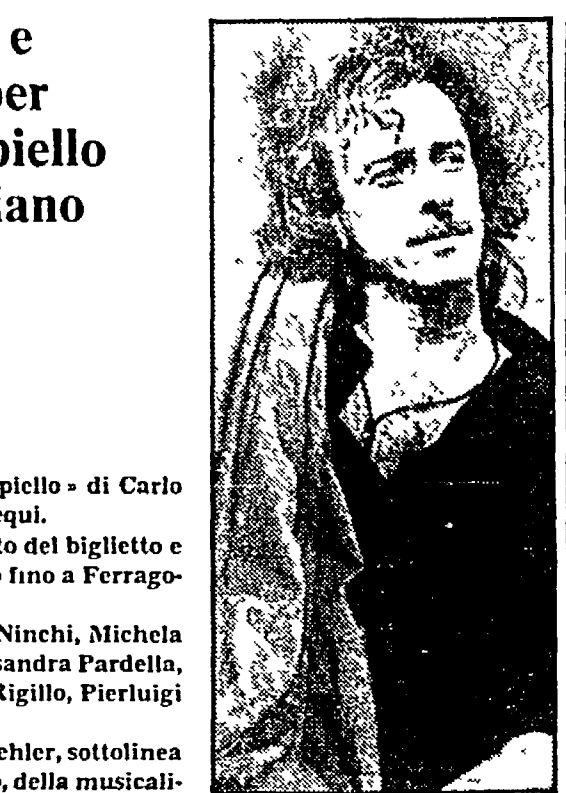 e
per
piello
iano
picllo » di Carlo
equi.
to del biglietto e
fino a Ferrago-
Ninchi, Michela
sandra Pardella,
Rigillo, Pierluigi
ehler, sottolinea
, della musicali-